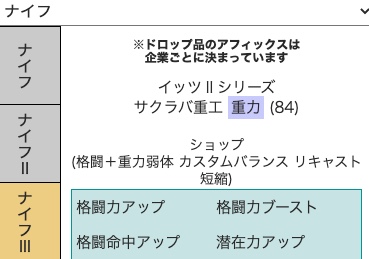 ナイフ
ナイフ
ナイフⅡ
ナイフⅢ
※ドロップ品のアフィックスは
企業ごとに決まっています
イッツⅡシリーズ
サクラバ重工 重力 (84)
ショップ
(格闘＋重力弱体 カスタムバランス リキャスト
短縮)
格闘力アップ 格闘力ブースト
格闘命中アップ 潜在力アップ